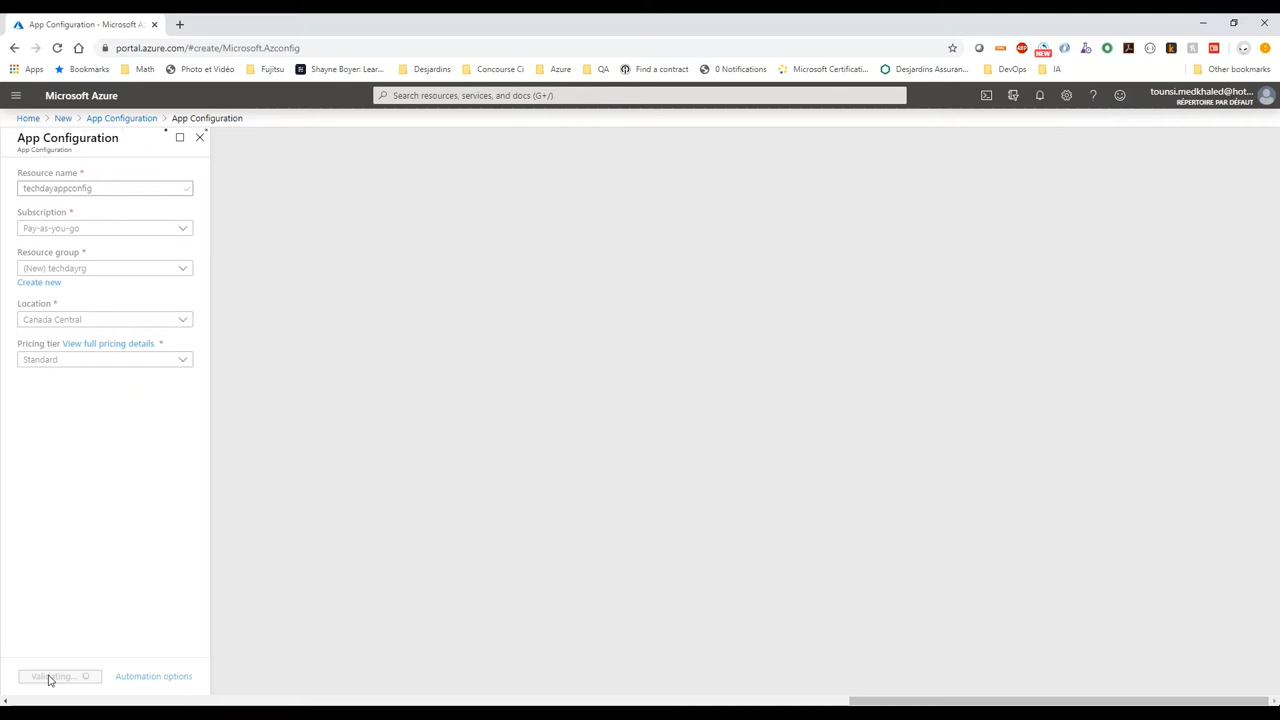 App Configuration - Microsoft Az
portal.azure.com/#create/Microsoft.Azconfig
ABP
NEW
Apps
Bookmarks
Math
Photo et Vidéo
Fujitsu
Shayne Boyer: Lear...
Desjardins
Concourse Ci
Azure
QA
Find a contract
0 Notifications
Microsoft Certificati...
Desjardins Assuran...
DevOps
IA
Other bookmarks
Microsoft Azure
Search resources, services, and docs (G+/)
tounsi.medkhaled@hot...
RÉPERTOIRE PAR DÉFAUT
Home > New > App Configuration > App Configuration
App Configuration
App Configuration
Resource name *
techdayappconfig
Subscription *
Pay-as-you-go
Resource group *
(New) techdayrg
Create new
Location *
Canada Central
Pricing tier View full pricing details *
Standard
Validating...
Automation options